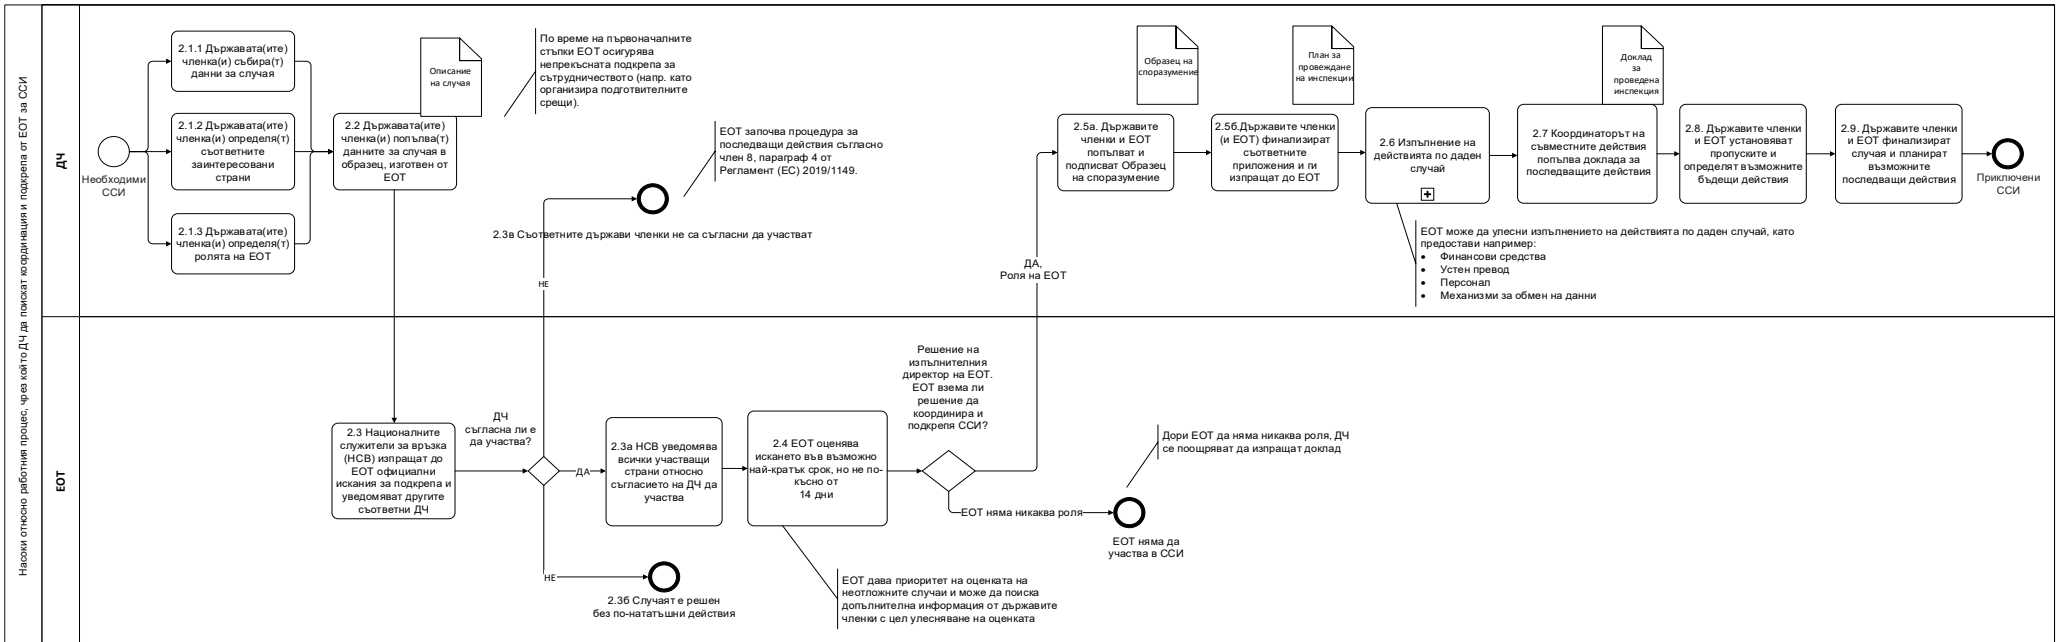 Насоки относно работния процес, чрез който ДЧ да поискат координация и подкрепа от ЕОТ за ССИ
ДЧ
Необходими
ССИ
2.1.1 Държавата(ите)
членка(и) събира(т)
данни за случая
2.1.2 Държавата(ите)
членка(и) определя(т)
съответните
заинтересовани
страни
2.1.3 Държавата(ите)
членка(и) определя(т)
ролята на ЕОТ
2.2 Държавата(ите)
членка(и) попълва(т)
данните за случая в
образец, изготвен от
ЕОТ
Описание
на случая
По време на първоначалните
стъпки ЕОТ осигурява
непрекъсната подкрепа за
сътрудничеството (напр. като
организира подготвителните
срещи).
ЕОТ започва процедура за
последващи действия съгласно
член 8, параграф 4 от
Регламент (ЕС) 2019/1149.
2.3в Съответните държави членки не са съгласни да участват
НЕ
ДА,
Роля на ЕОТ
Образец на
споразумение
2.5а. Държавите
членки и ЕОТ
попълват и
подписват Образец
на споразумение
План за
провеждане
на инспекции
2.5б.Държавите членки
(и ЕОТ) финализират
съответните
приложения и ги
изпращат до ЕОТ
2.6 Изпълнение на
действията по даден
случай
ЕОТ може да улесни изпълнението на действията по даден случай, като
предостави например:
• Финансови средства
• Устен превод
• Персонал
• Механизми за обмен на данни
Доклад
за
проведена
инспекция
2.7 Координаторът на
съвместните действия
попълва доклада за
последващите действия
2.8. Държавите членки
и ЕОТ установяват
пропуските и
определят възможните
бъдещи действия
2.9. Държавите членки
и ЕОТ финализират
случая и планират
възможните
последващи действия
Приключени
ССИ
ЕОТ
2.3 Националните
служители за връзка
(НСВ) изпращат до
ЕОТ официални
искания за подкрепа и
уведомяват другите
съответни ДЧ
ДЧ
съгласна ли е
да участва?
ДА
НЕ
2.3б Случаят е решен
без по-нататъшни действия
2.3а НСВ уведомява
всички участващи
страни относно
съгласието на ДЧ да
участва
2.4 ЕОТ оценява
искането във възможно
най-кратък срок, но не по-
късно от
14 дни
ЕОТ дава приоритет на оценката на
неотложните случаи и може да поиска
допълнителна информация от държавите
членки с цел улесняване на оценката
Решение на
изпълнителния
директор на ЕОТ.
ЕОТ взема ли
решение да
координира и
подкрепя ССИ?
ЕОТ няма никаква роля
ЕОТ няма да
участва в ССИ
Дори ЕОТ да няма никаква роля, ДЧ
се поощряват да изпращат доклад